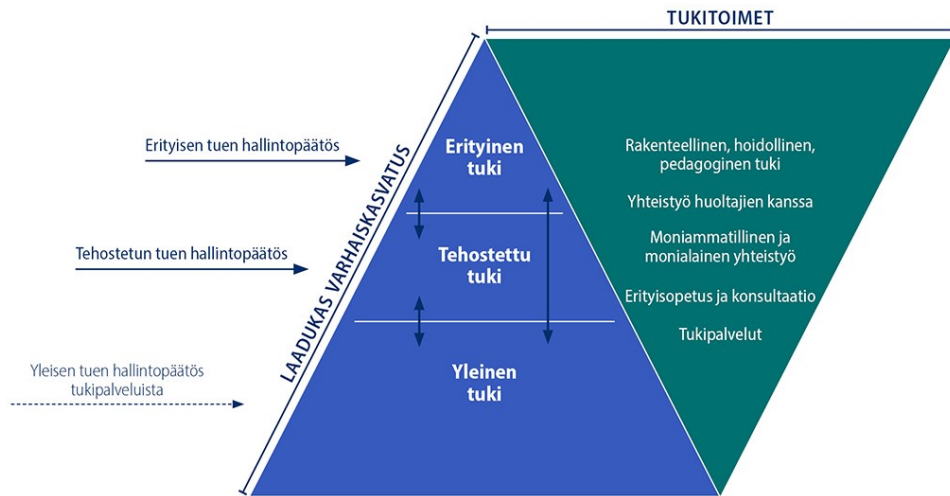 TUKITOIMET
LAADUKAS VARHAISKASVATUS
Erityisen tuen hallintopäätös
Tehostetun tuen hallintopäätös
Yleisen tuen hallintopäätös
tukipalveluista
Erityinen
tuki
Tehostettu
tuki
Yleinen
tuki
Rakenteellinen, hoidollinen,
pedagoginen tuki
Yhteistyö huoltajien kanssa
Moniammatillinen ja
monialainen yhteistyö
Erityisopetus ja konsultaatio
Tukipalvelut